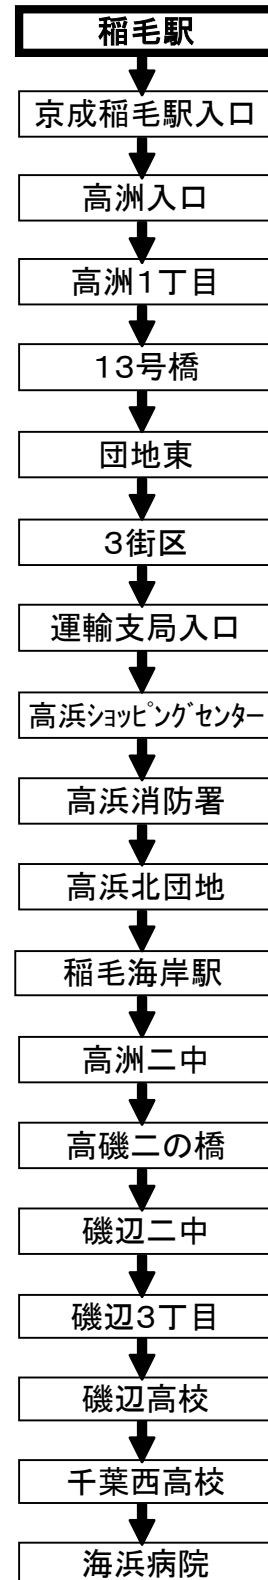 稲毛駅
京成稲毛駅入口
高洲入口
高洲1丁目
13号橋
団地東
3街区
運輸支局入口
高浜ｼｮｯﾋﾟﾝｸﾞｾﾝﾀｰ
高浜消防署
高浜北団地
稲毛海岸駅
高洲二中
高磯二の橋
磯辺二中
磯辺3丁目
磯辺高校
千葉西高校
海浜病院